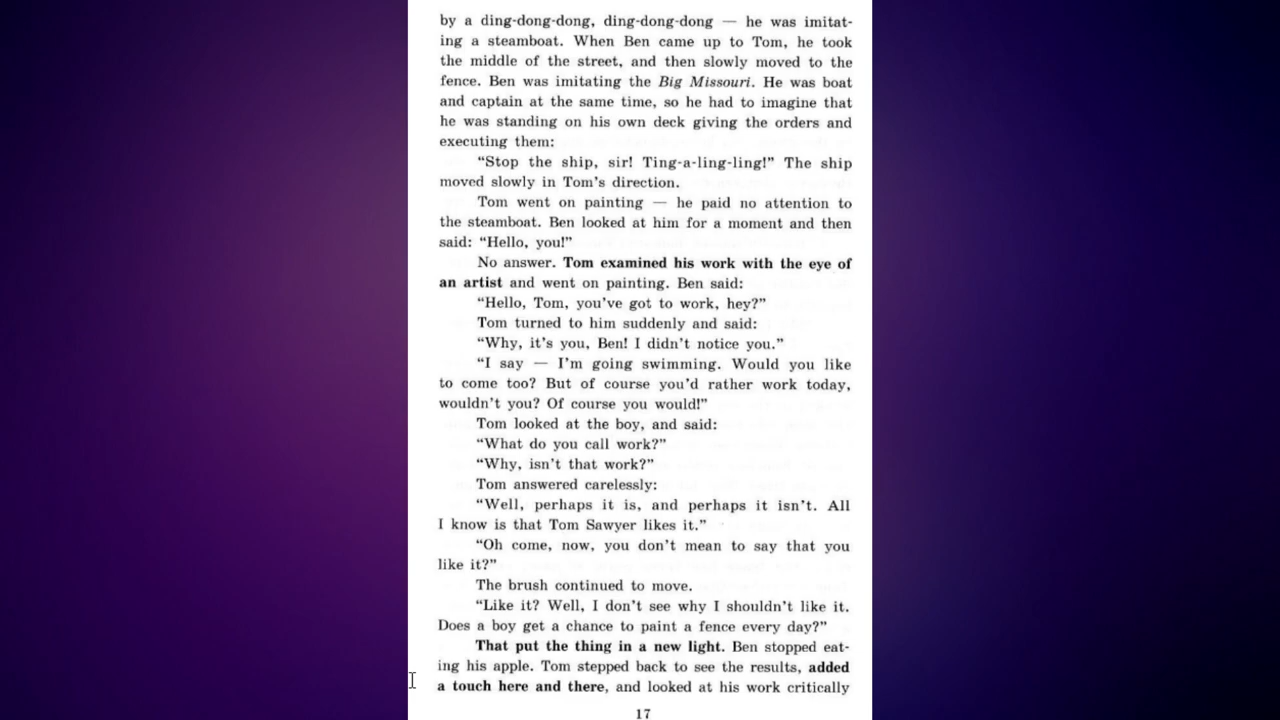 by a ding-dong-dong, ding-dong-dong — he was imitat-
ing a steamboat. When Ben came up to Tom, he took
the middle of the street, and then slowly moved to the
fence. Ben was imitating the Big Missouri. He was boat
and captain at the same time, so he had to imagine that
he was standing on his own deck giving the orders and
executing them:
“Stop the ship, sir! Ting-a-ling-ling!” The ship
moved slowly in Tom’s direction.
Tom went on painting — he paid no attention to
the steamboat. Ben looked at him for a moment and then
said: “Hello, you!”
No answer. Tom examined his work with the eye of
an artist and went on painting. Ben said:
“Hello, Tom, you’ve got to work, hey?”
Tom turned to him suddenly and said:
“Why, it’s you, Ben! I didn’t notice you.”
“I say — I’m going swimming. Would you like
to come too? But of course you’d rather work today,
wouldn’t you? Of course you would!”
Tom looked at the boy, and said:
“What do you call work?”
“Why, isn’t that work?”
Tom answered carelessly:
“Well, perhaps it is, and perhaps it isn’t. All
I know is that Tom Sawyer likes it.”
“Oh come, now, you don’t mean to say that you
like it?”
The brush continued to move.
“Like it? Well, I don’t see why I shouldn’t like it.
Does a boy get a chance to paint a fence every day?”
That put the thing in a new light. Ben stopped eat-
ing his apple. Tom stepped back to see the results, added
a touch here and there, and looked at his work critically
17